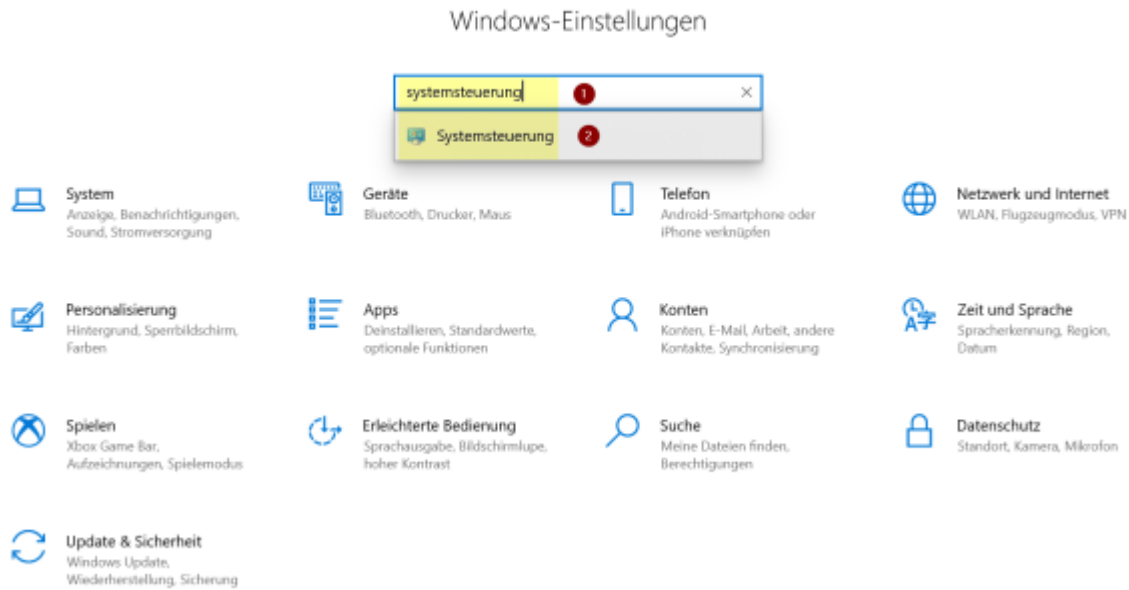 Windows-Einstellungen
systemsteuerung 1
Systemsteuerung 2
System
Anzeige, Benachrichtigungen,
Sound, Stromversorgung
Geräte
Bluetooth, Drucker, Maus
Telefon
Android-Smartphone oder
iPhone verknüpfen
Netzwerk und Internet
WLAN, Flugzeugmodus, VPN
Personalisierung
Hintergrund, Sperrbildschirm,
Farben
Apps
Deinstallieren, Standardwerte,
optionale Funktionen
Konten
Konten, E-Mail, Arbeit, andere
Kontakte, Synchronisierung
Zeit und Sprache
Spracherkennung, Region,
Datum
Spielen
Xbox Game Bar,
Aufzeichnungen, Spielemodus
Erleichterte Bedienung
Sprachausgabe, Bildschirmlupe,
hoher Kontrast
Suche
Meine Dateien finden,
Berechtigungen
Datenschutz
Standort, Kamera, Mikrofon
Update & Sicherheit
Windows Update,
Wiederherstellung, Sicherung